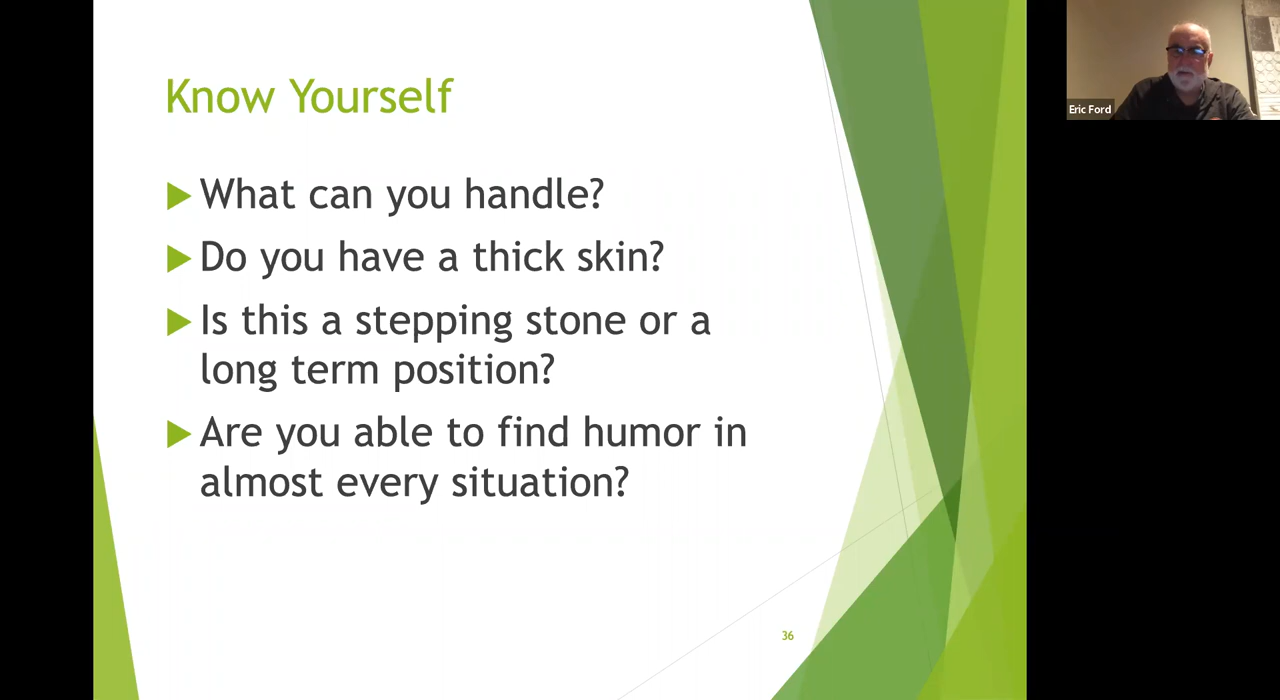 Know Yourself
What can you handle?
Do you have a thick skin?
Is this a stepping stone or a
long term position?
Are you able to find humor in
almost every situation?
36
Eric Ford